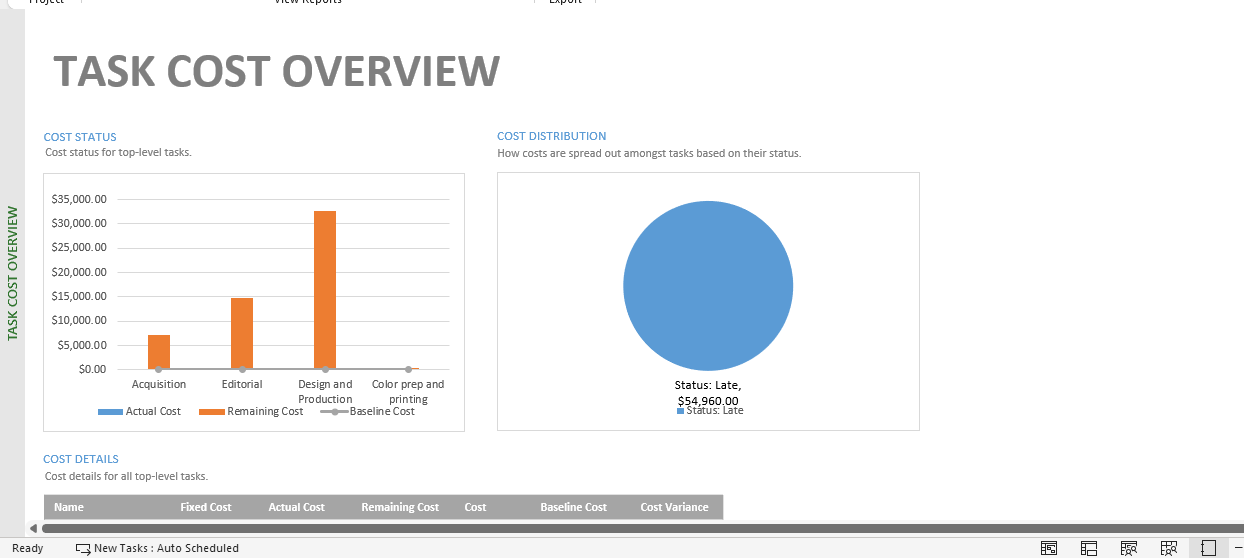 Project View Reports Export
TASK COST OVERVIEW
TASK COST OVERVIEW
COST STATUS
Cost status for top-level tasks.
$35,000.00
$30,000.00
$25,000.00
$20,000.00
$15,000.00
$10,000.00
$5,000.00
$0.00
Acquisition Editorial Design and Color prep and
Production printing
Actual Cost Remaining Cost Baseline Cost
COST DISTRIBUTION
How costs are spread out amongst tasks based on their status.
Status: Late,
$54,960.00
Status: Late
COST DETAILS
Cost details for all top-level tasks.
Name Fixed Cost Actual Cost Remaining Cost Cost Baseline Cost Cost Variance
Ready New Tasks : Auto Scheduled